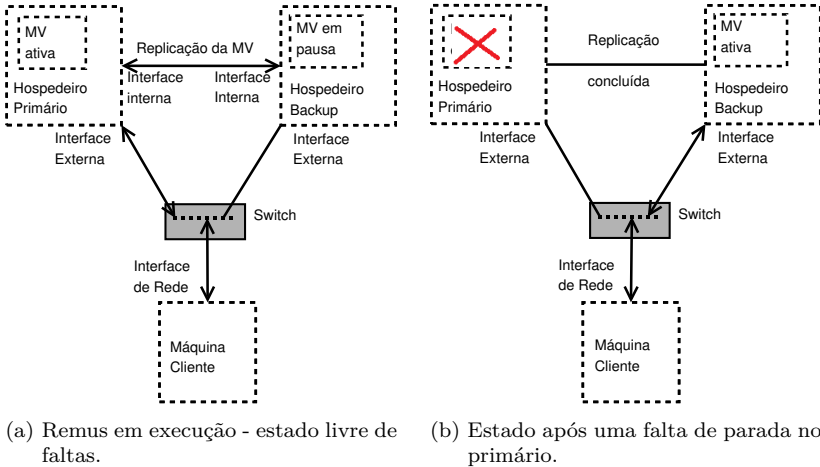 MV
ativa
Replicação da MV
MV em
pausa
Interface
interna
Interface
Interna
Hospedeiro
Primário
Hospedeiro
Backup
Interface
Externa
Interface
Externa
Switch
Interface
de Rede
Máquina
Cliente
(a) Remus em execução - estado livre de
faltas.
Replicação
concluída
MV
ativa
Hospedeiro
Primário
Hospedeiro
Backup
Interface
Externa
Interface
Externa
Switch
Interface
de Rede
Máquina
Cliente
(b) Estado após uma falta de parada no
primário.